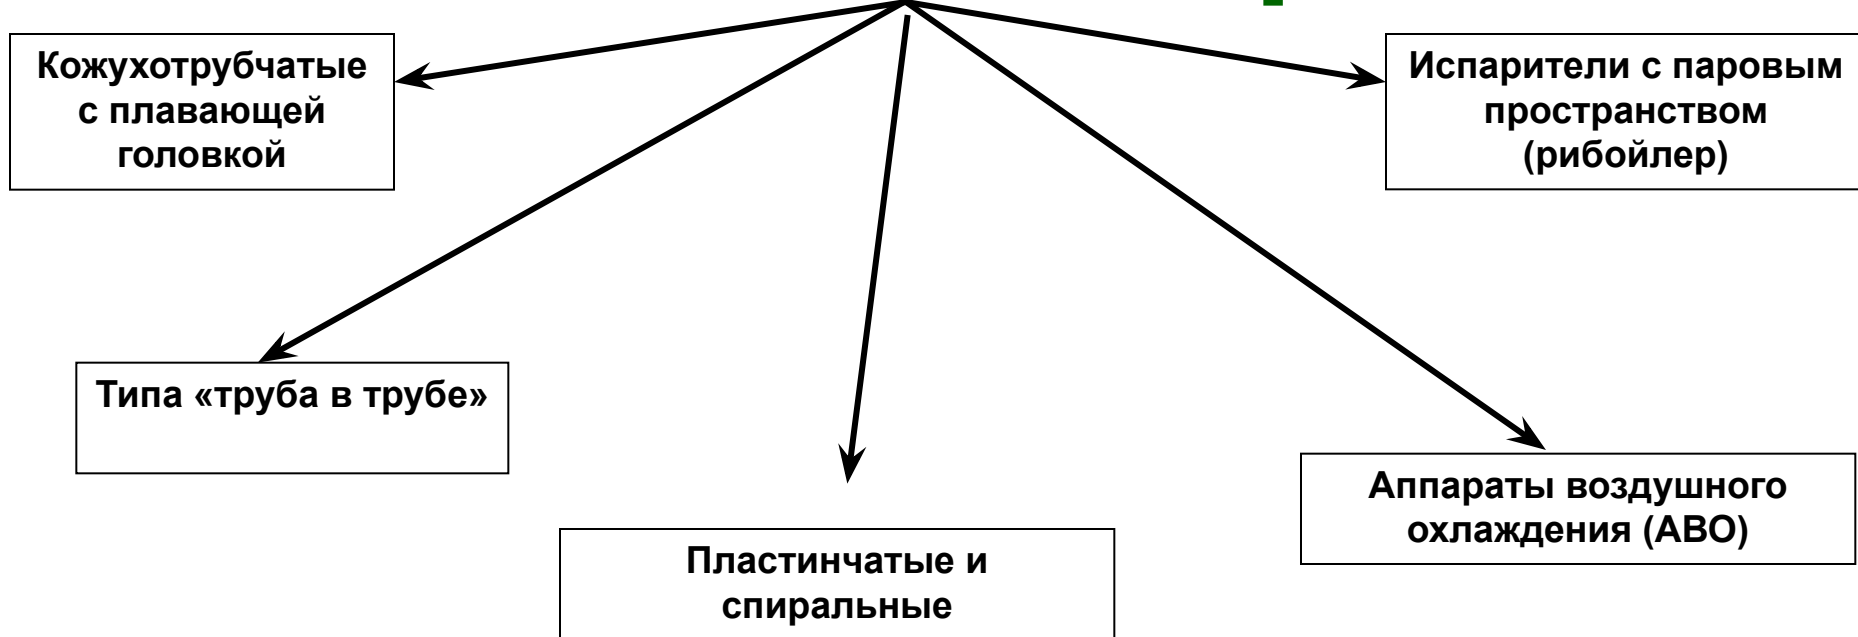 Кожухотрубчатые
с плавающей
головкой
Испарители с паровым
пространством
(рибойлер)
Типа «труба в трубе»
Аппараты воздушного
охлаждения (АВО)
Пластинчатые и
спиральные